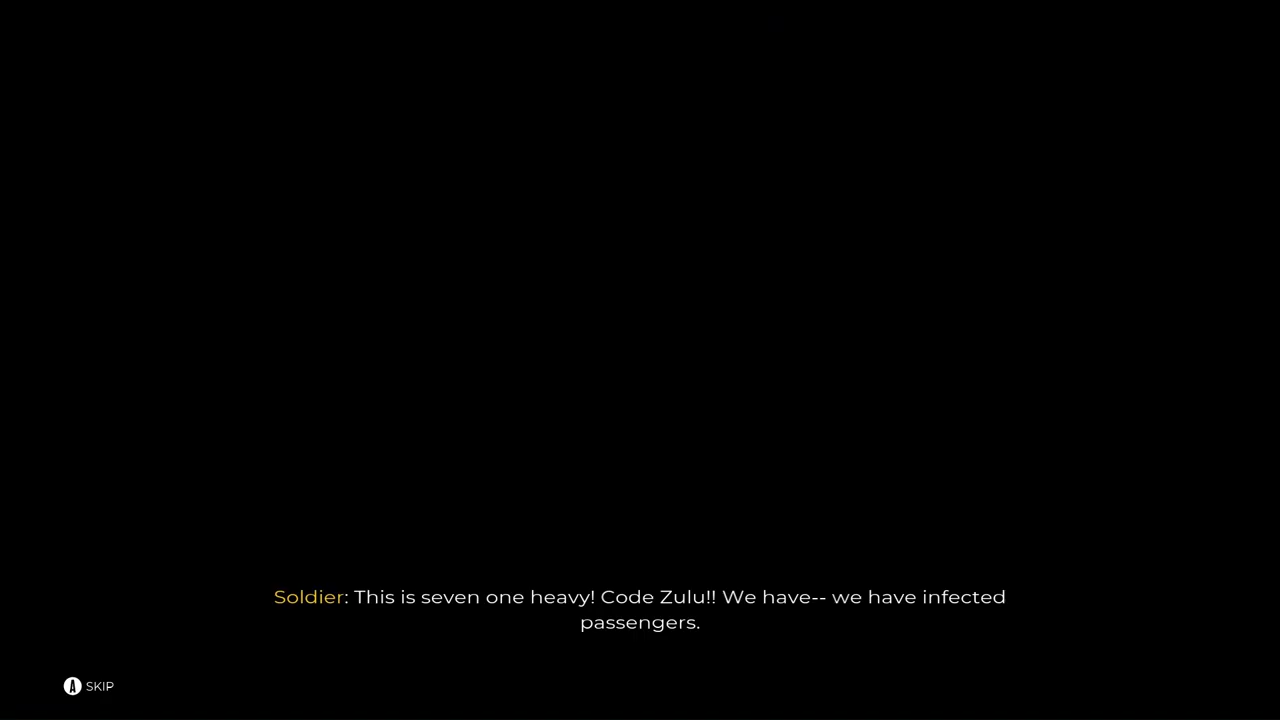 Soldier: This is seven one heavy! Code Zulu!! We have-- we have infected
passengers.
A SKIP